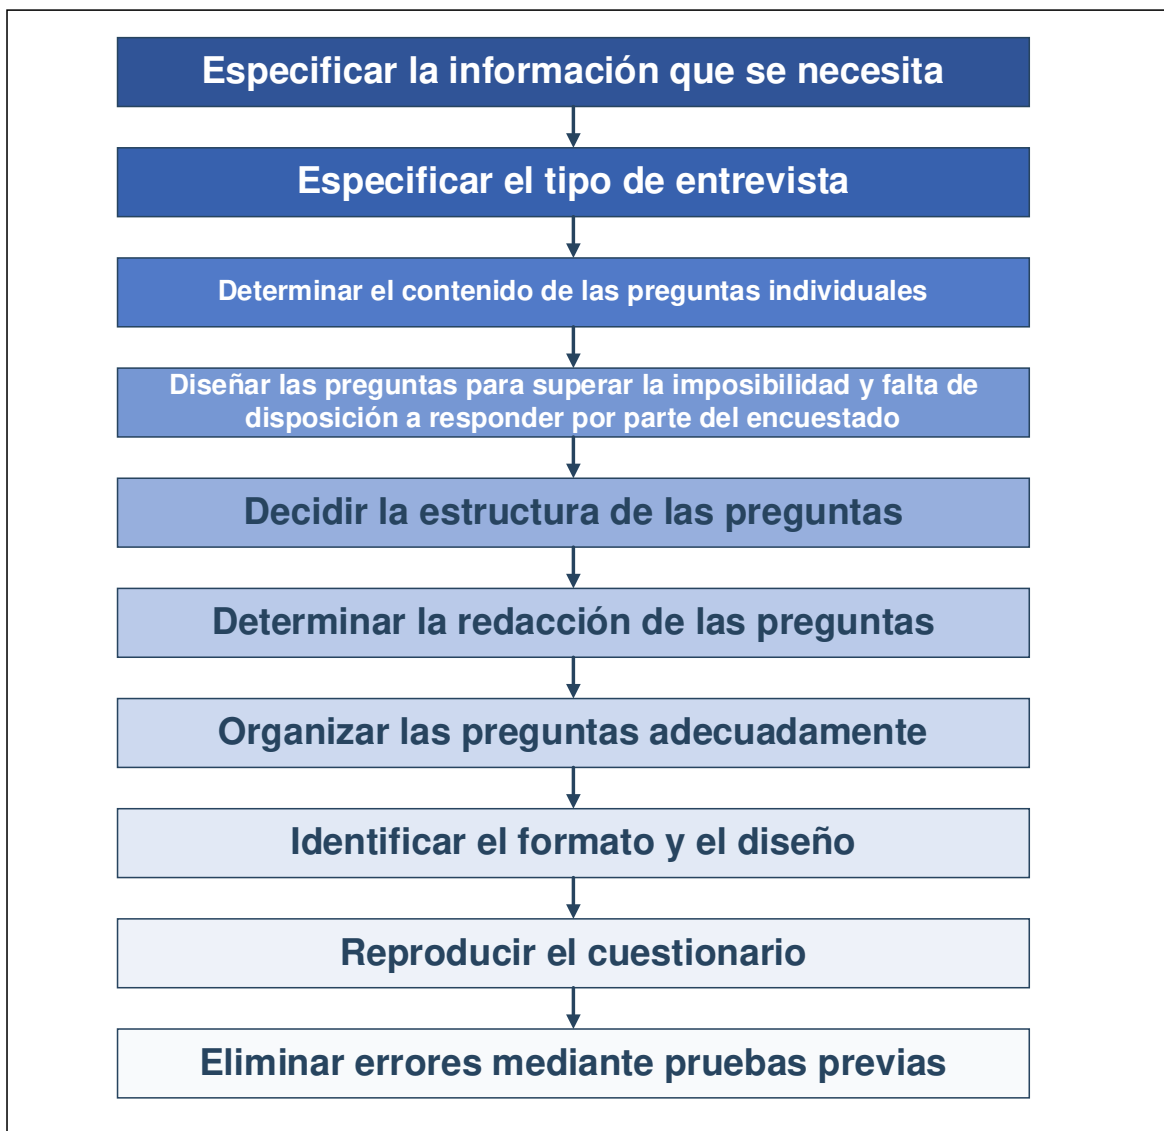 Especificar la información que se necesita
Especificar el tipo de entrevista
Determinar el contenido de las preguntas individuales
Diseñar las preguntas para superar la imposibilidad y falta de
disposición a responder por parte del encuestado
Decidir la estructura de las preguntas
Determinar la redacción de las preguntas
Organizar las preguntas adecuadamente
Identificar el formato y el diseño
Reproducir el cuestionario
Eliminar errores mediante pruebas previas